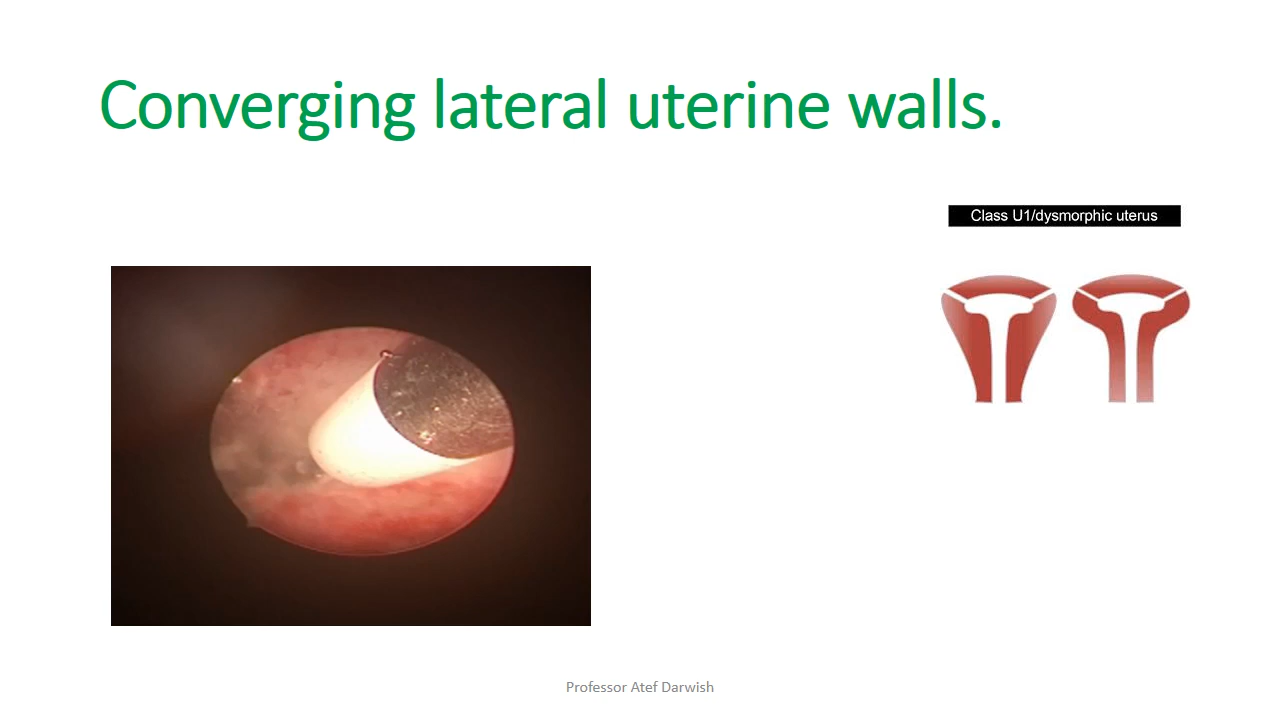 Converging lateral uterine walls.
Class U1/dysmorphic uterus
Professor Atef Darwish